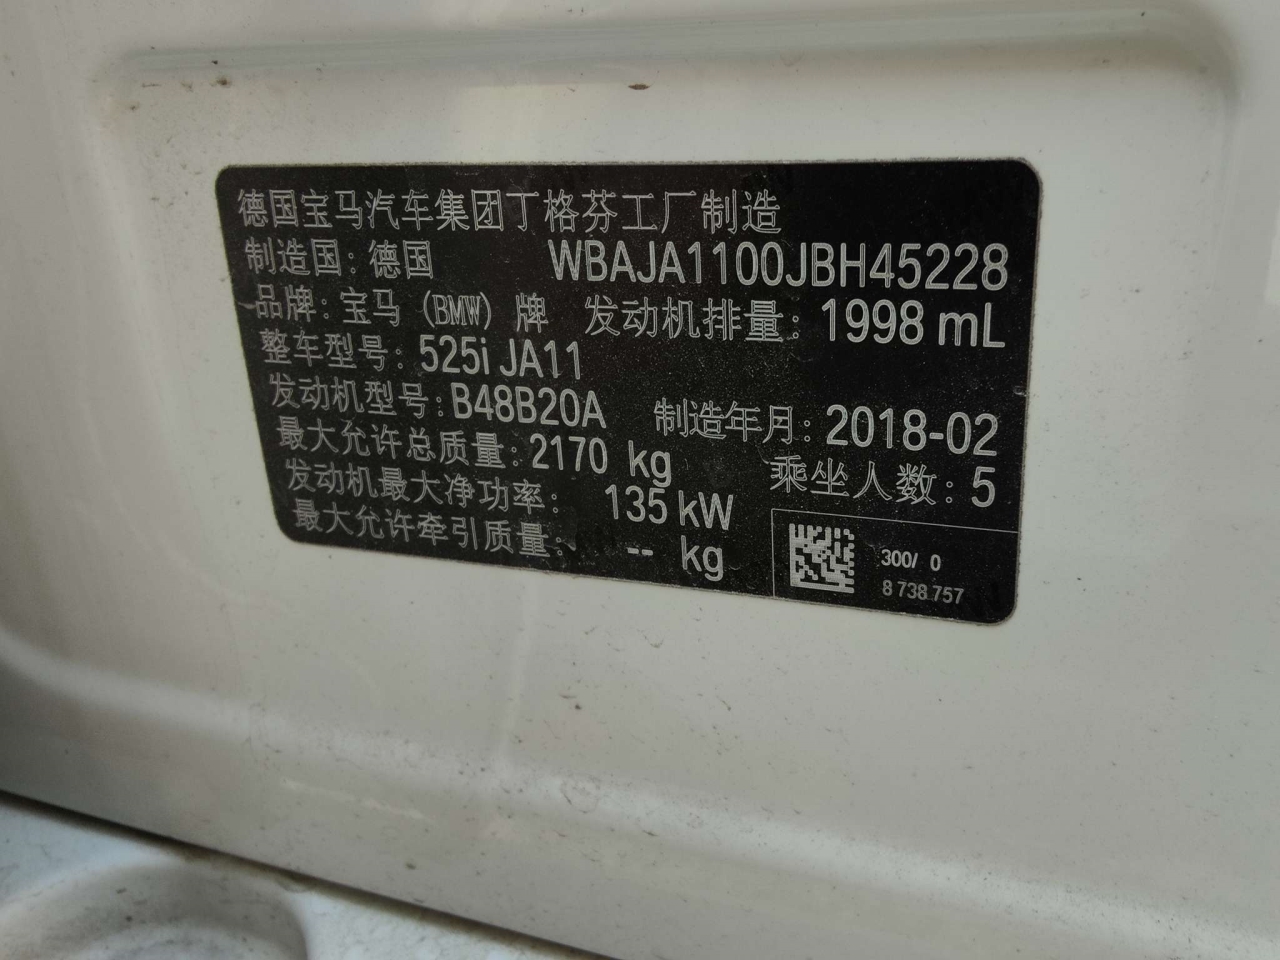 德国宝马汽车集团丁格芬工厂制造
制造国：德国 WBAJA1100JBH45228
品牌：宝马（BMW）牌 发动机排量：1998 mL
整车型号：525i JA11
发动机型号：B48B20A 制造年月：2018-02
最大允许总质量：2170 kg 乘坐人数：5
发动机最大净功率：135 kW
最大允许牵引质量：-- kg
300/ 0
8 738 757